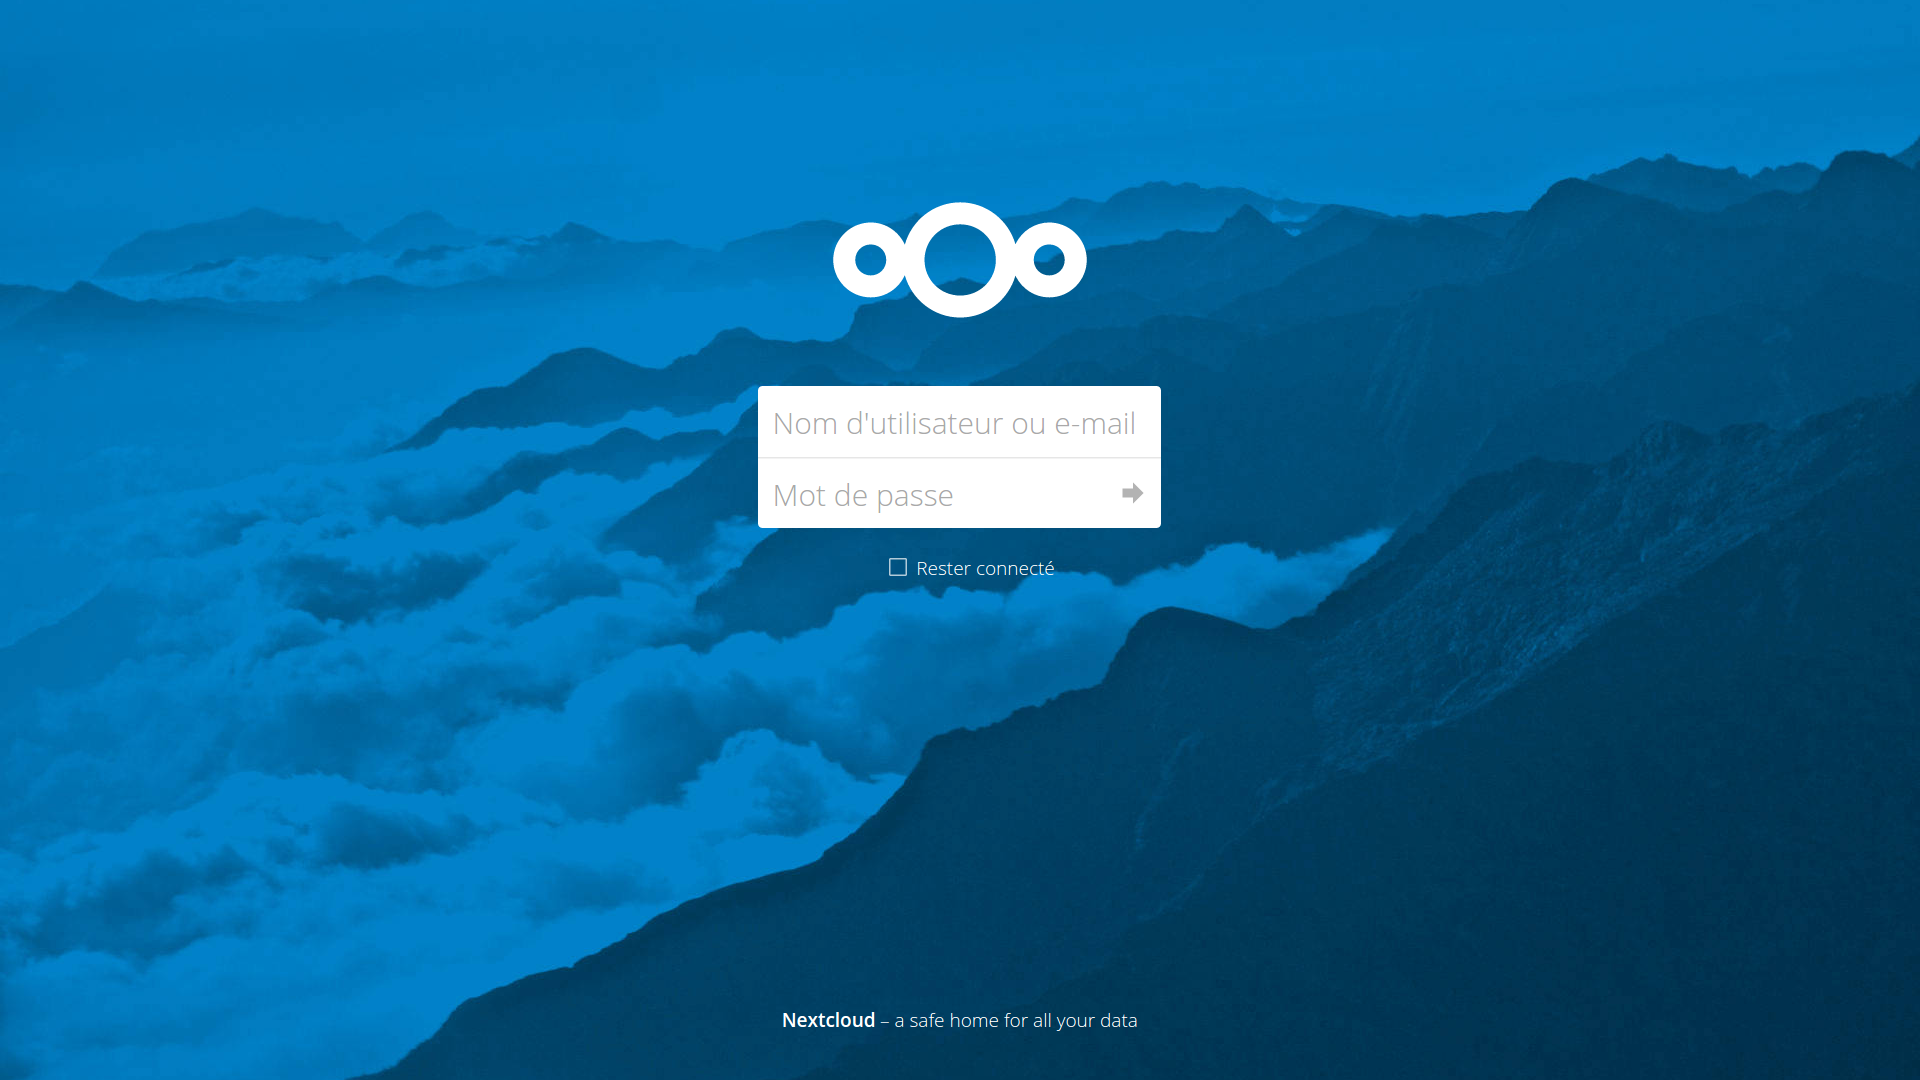 Nom d'utilisateur ou e-mail
Mot de passe
Rester connecté
Nextcloud – a safe home for all your data